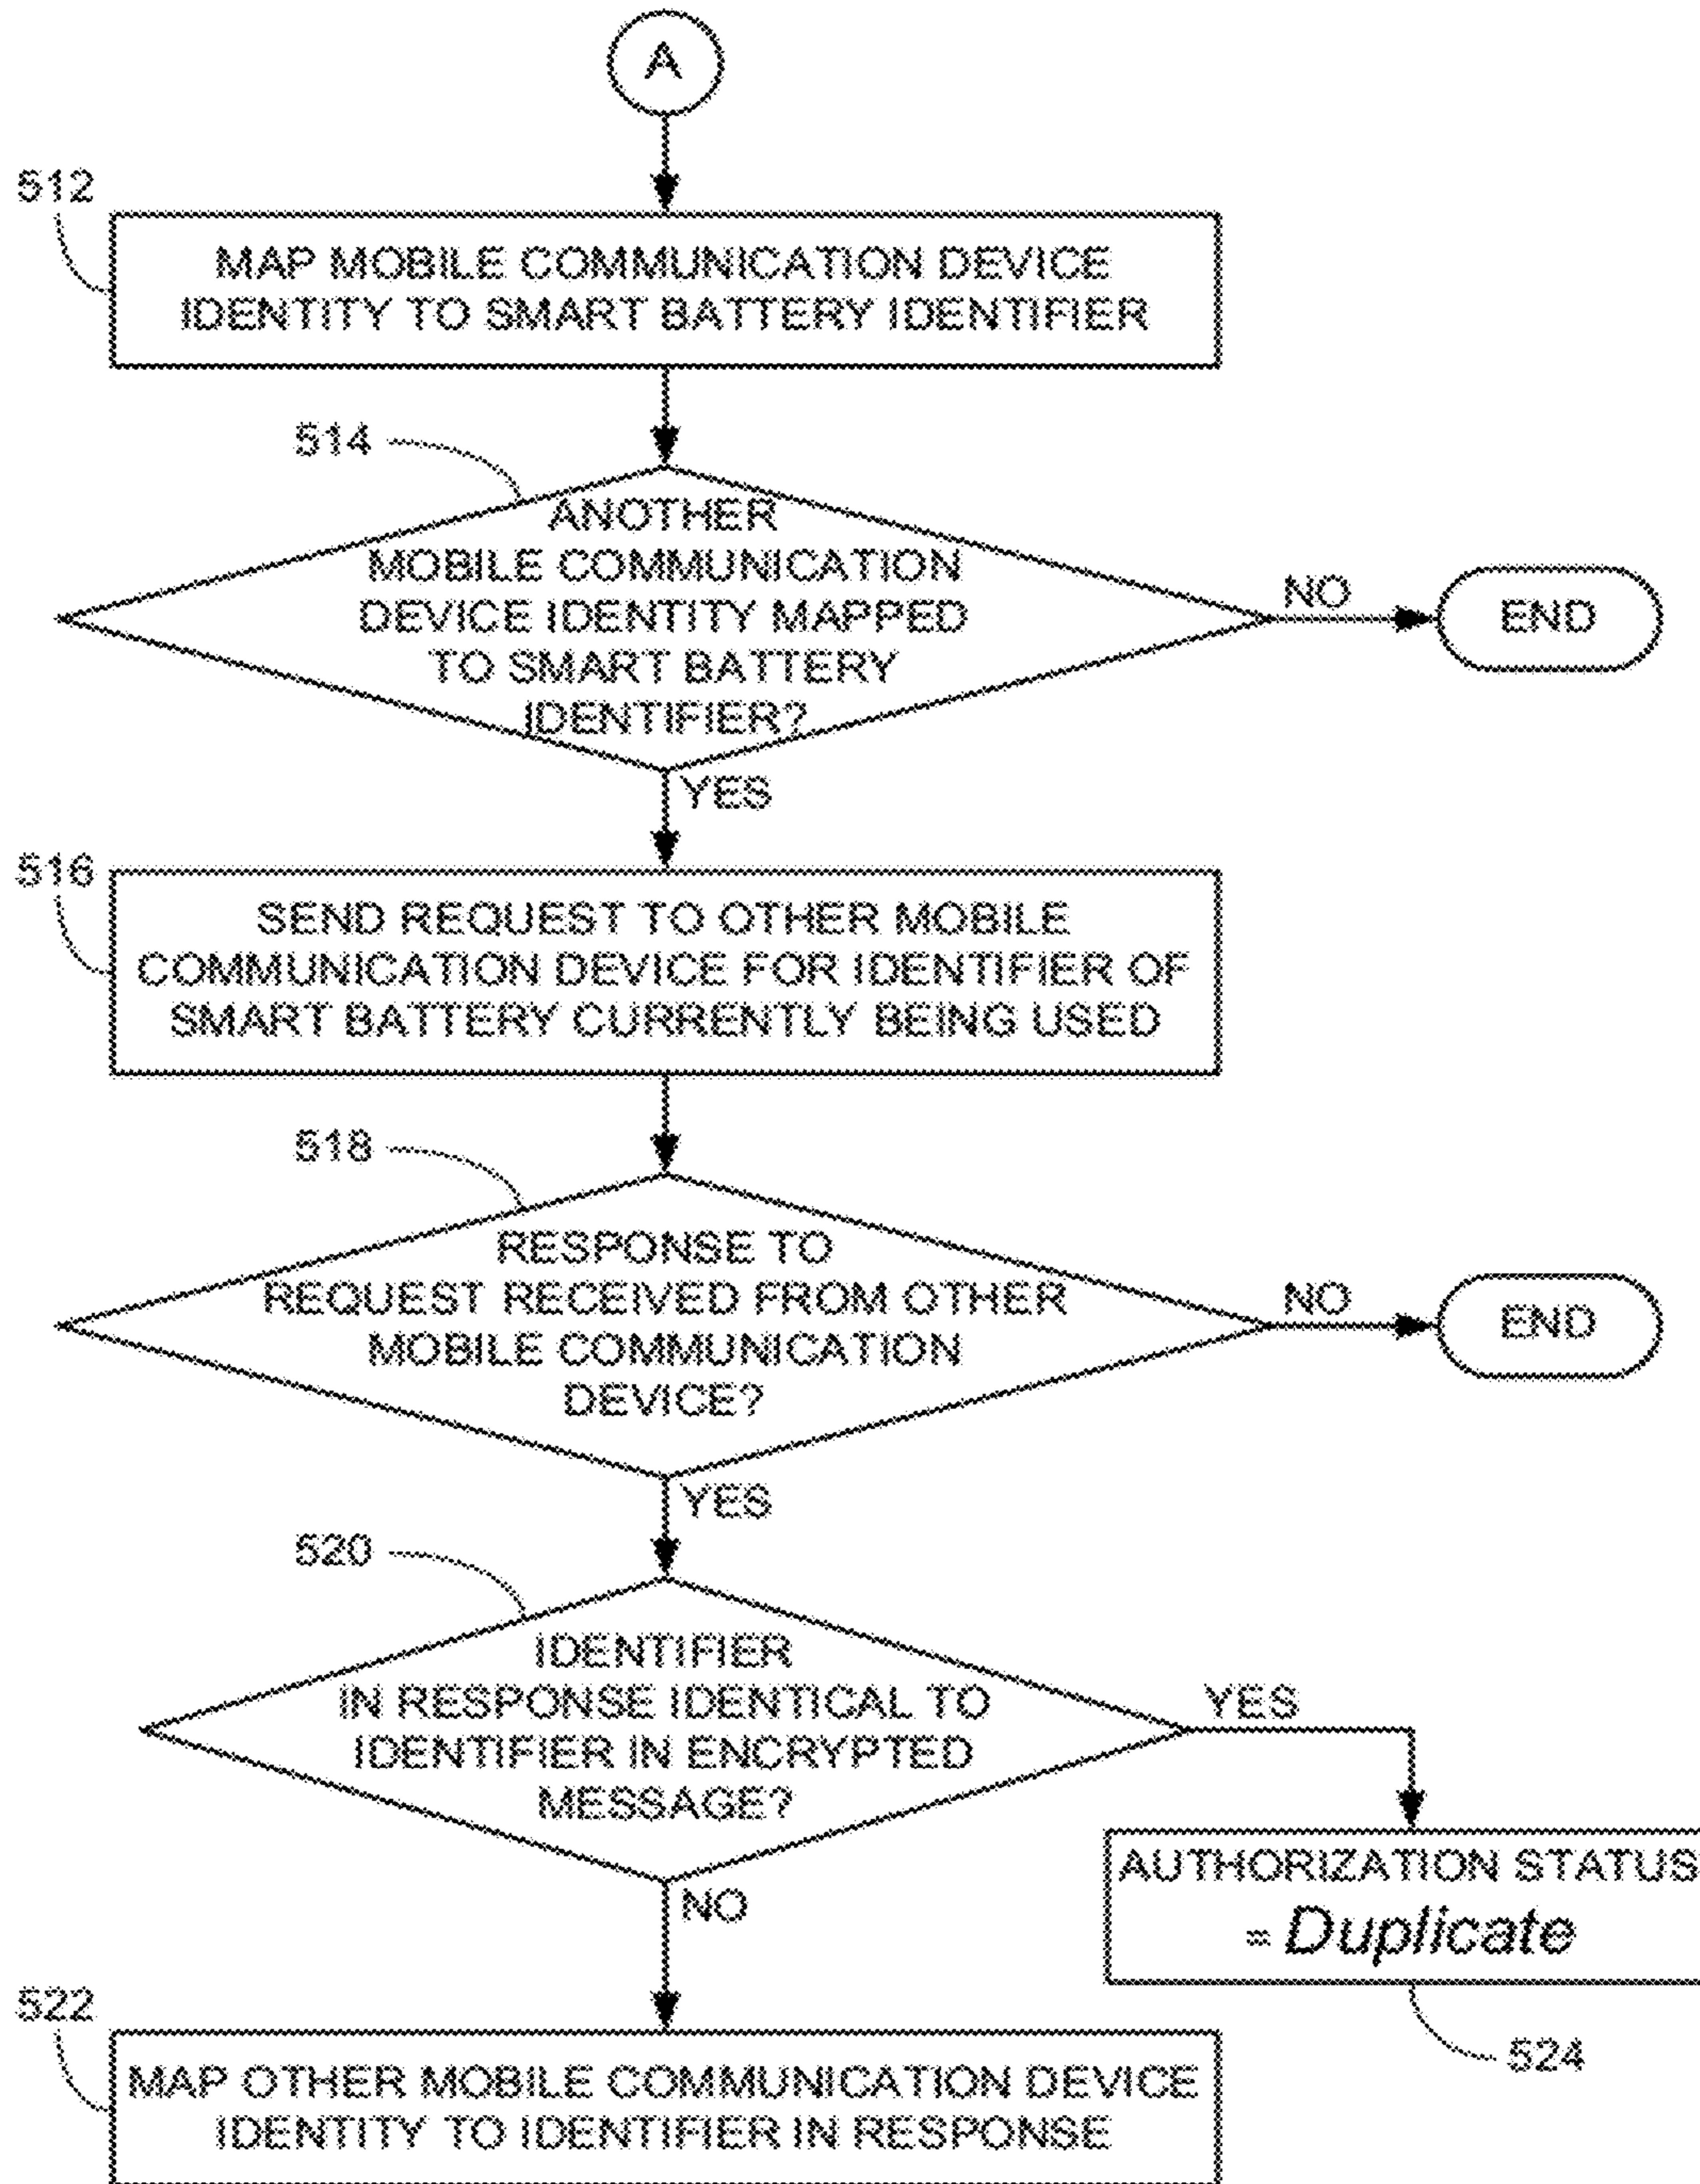 A
512
MAP MOBILE COMMUNICATION DEVICE
IDENTITY TO SMART BATTERY IDENTIFIER
514
ANOTHER
MOBILE COMMUNICATION
DEVICE IDENTITY MAPPED
TO SMART BATTERY
IDENTIFIER?
NO
END
YES
516
SEND REQUEST TO OTHER MOBILE
COMMUNICATION DEVICE FOR IDENTIFIER OF
SMART BATTERY CURRENTLY BEING USED
518
RESPONSE TO
REQUEST RECEIVED FROM OTHER
MOBILE COMMUNICATION
DEVICE?
NO
END
YES
520
IDENTIFIER
IN RESPONSE IDENTICAL TO
IDENTIFIER IN ENCRYPTED
MESSAGE?
YES
AUTHORIZATION STATUS
= Duplicate
524
NO
522
MAP OTHER MOBILE COMMUNICATION DEVICE
IDENTITY TO IDENTIFIER IN RESPONSE